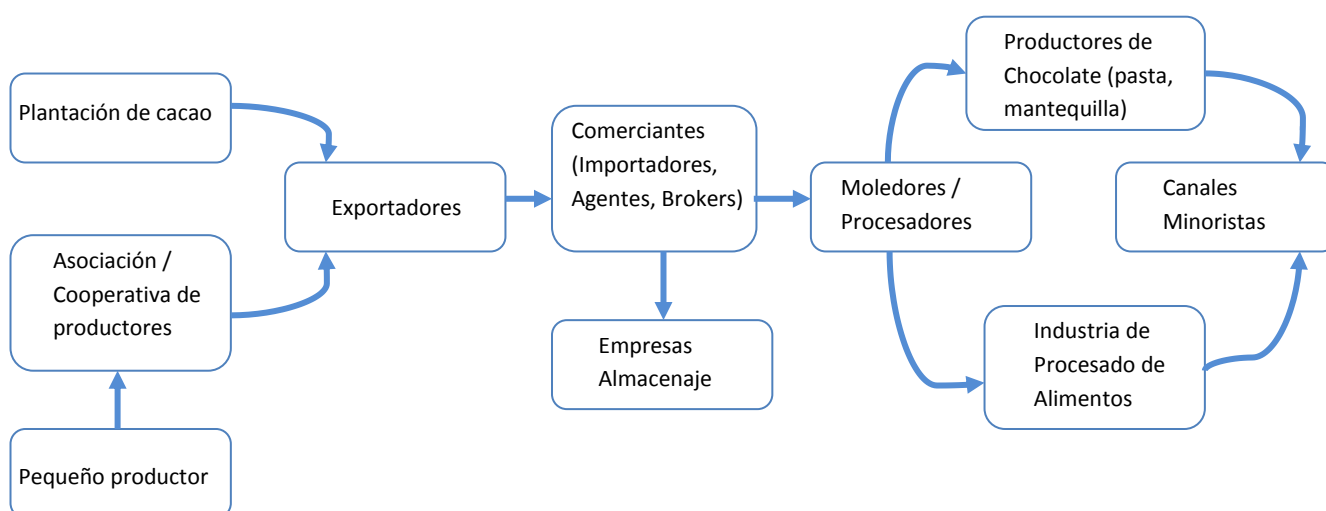 Plantación de cacao
Asociación /
Cooperativa de
productores
Pequeño productor
Exportadores
Comerciantes
(Importadores,
Agentes, Brokers)
Empresas
Almacenaje
Moledores /
Procesadores
Productores de
Chocolate (pasta,
mantequilla)
Industria de
Procesado de
Alimentos
Canales
Minoristas